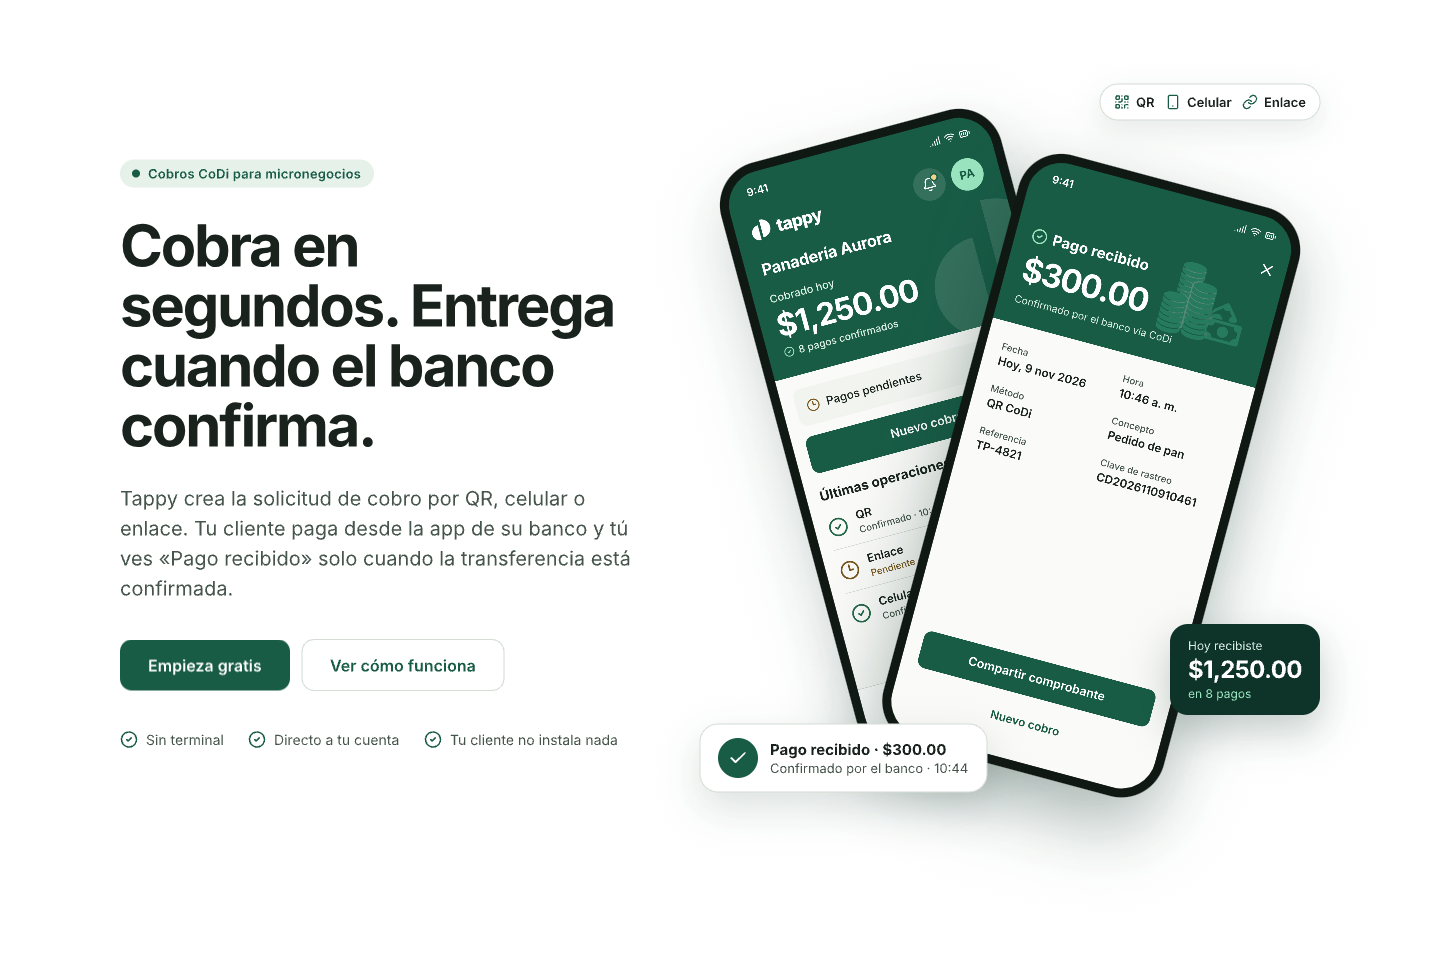 Cobros CoDi para micronegocios
Cobra en
segundos. Entrega
cuando el banco
confirma.
Tappy crea la solicitud de cobro por QR, celular o
enlace. Tu cliente paga desde la app de su banco y tú
ves «Pago recibido» solo cuando la transferencia está
confirmada.
Empieza gratis
Ver cómo funciona
Sin terminal
Directo a tu cuenta
Tu cliente no instala nada
QR
Celular
Enlace
9:41
PA
tappy
Panadería Aurora
Cobrado hoy
$1,250.00
8 pagos confirmados
Pagos pendientes
Nuevo cobr
Últimas operaciones
QR
Confirmado · 10:
Enlace
Pendiente
Celula
Confi
9:41
Pago recibido
$300.00
Confirmado por el banco vía CoDi
Fecha
Hoy, 9 nov 2026
Hora
10:46 a. m.
Método
QR CoDi
Concepto
Pedido de pan
Referencia
TP-4821
Clave de rastreo
CD2026110910461
Compartir comprobante
Nuevo cobro
Hoy recibiste
$1,250.00
en 8 pagos
Pago recibido · $300.00
Confirmado por el banco · 10:44